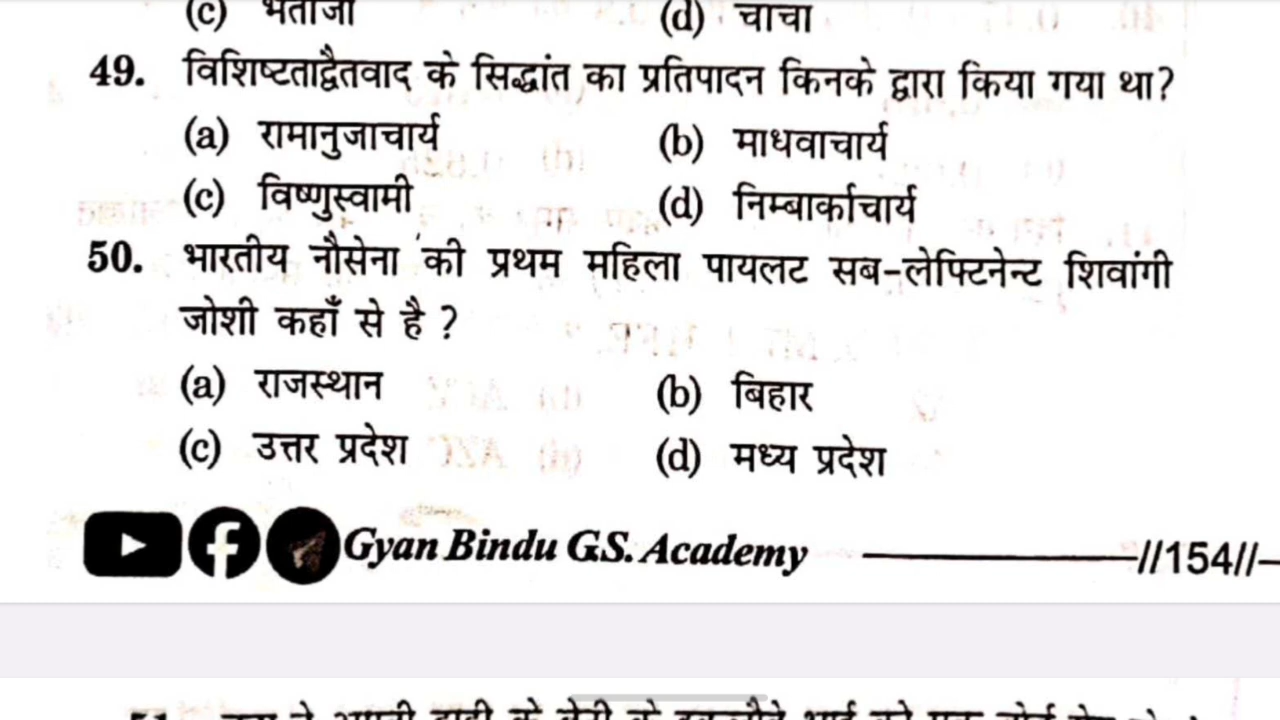 (c) भतीजा (d) चाचा
49. विशिष्टताद्वैतवाद के सिद्धांत का प्रतिपादन किनके द्वारा किया गया था?
(a) रामानुजाचार्य (b) माधवाचार्य
(c) विष्णुस्वामी (d) निम्बार्काचार्य
50. भारतीय नौसेना की प्रथम महिला पायलट सब-लेफ्टिनेन्ट शिवांगी
जोशी कहाँ से है ?
(a) राजस्थान (b) बिहार
(c) उत्तर प्रदेश (d) मध्य प्रदेश
Gyan Bindu G.S. Academy //154//